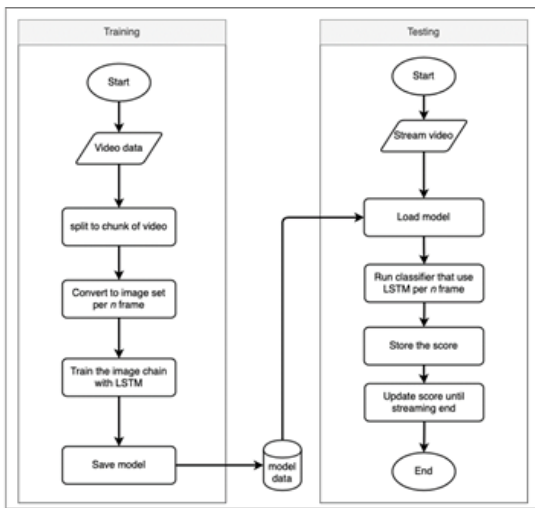 Training
Start
Video data
split to chunk of video
Convert to image set
per n frame
Train the image chain
with LSTM
Save model
model
data
Testing
Start
Stream video
Load model
Run classifier that use
LSTM per n frame
Store the score
Update score until
streaming end
End